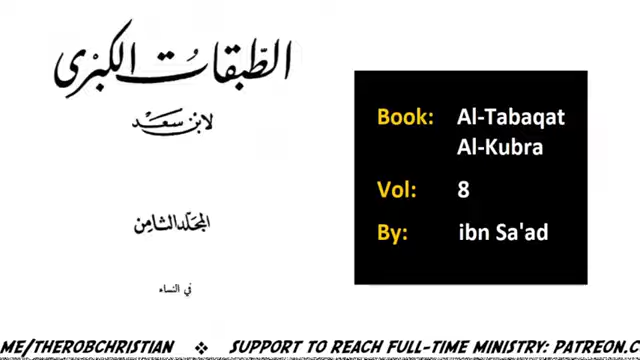 الطبقات الكبرى
لابن سعد
المجلد الثامن
في النساء
Book: Al-Tabaqat
Al-Kubra
Vol: 8
By: ibn Sa'ad
ME/THEROBCHRISTIAN ❖ SUPPORT TO REACH FULL-TIME MINISTRY: PATREON.C